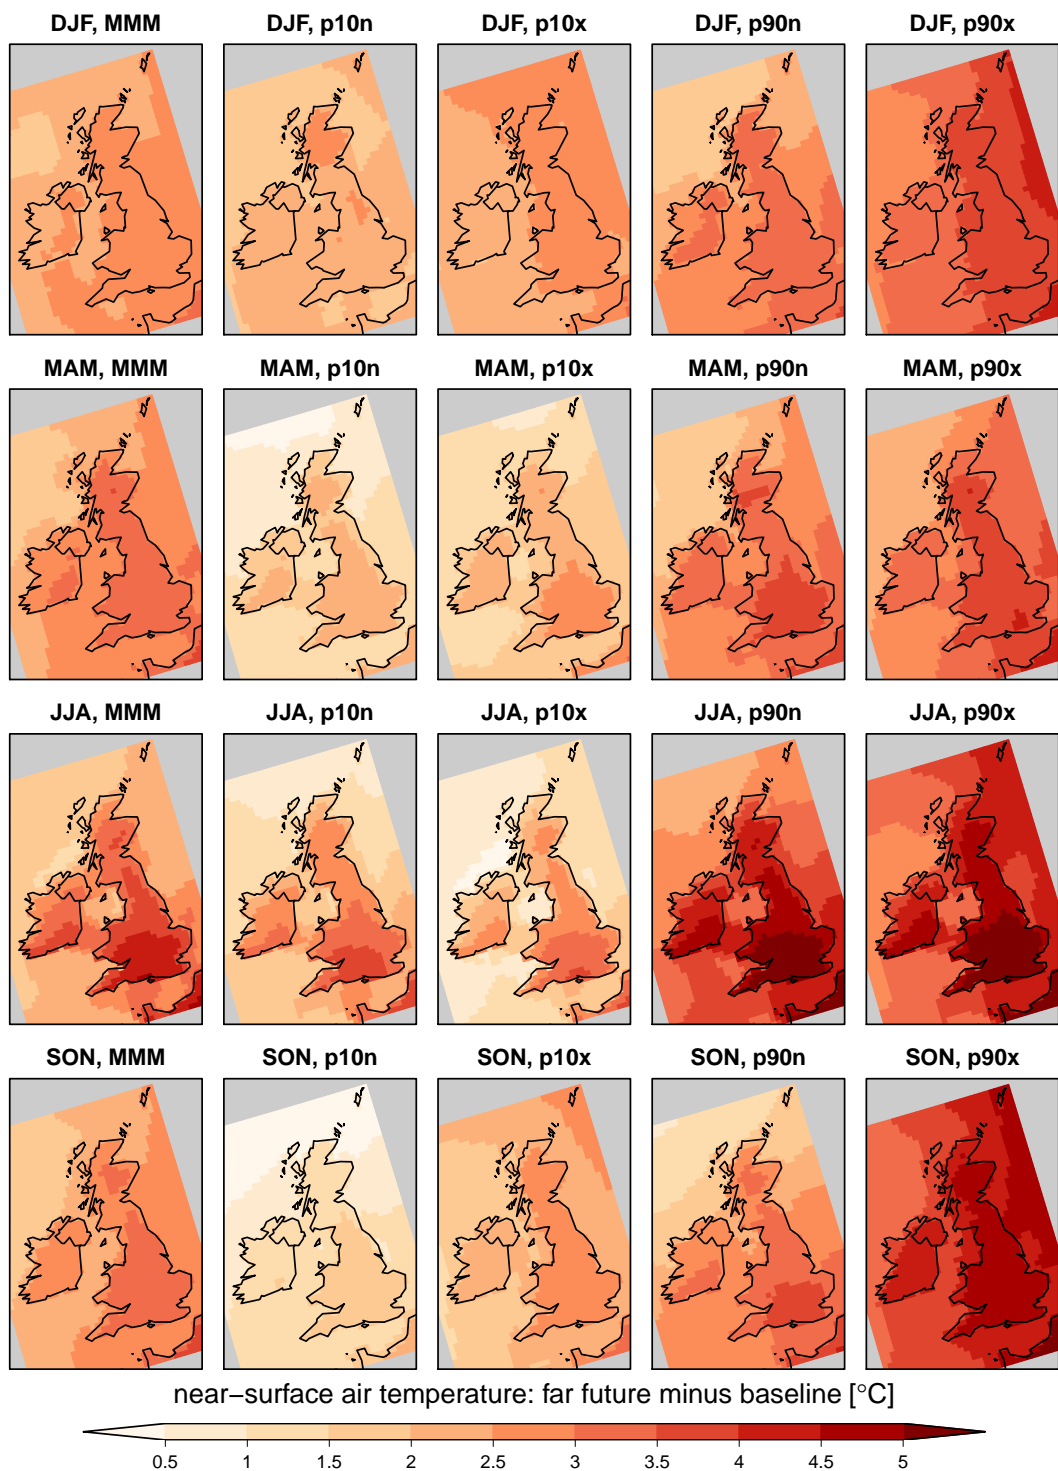 DJF, MMM DJF, p10n DJF, p10x DJF, p90n DJF, p90x
MAM, MMM MAM, p10n MAM, p10x MAM, p90n MAM, p90x
JJA, MMM JJA, p10n JJA, p10x JJA, p90n JJA, p90x
SON, MMM SON, p10n SON, p10x SON, p90n SON, p90x
near−surface air temperature: far future minus baseline [°C]
0.5 1 1.5 2 2.5 3 3.5 4 4.5 5